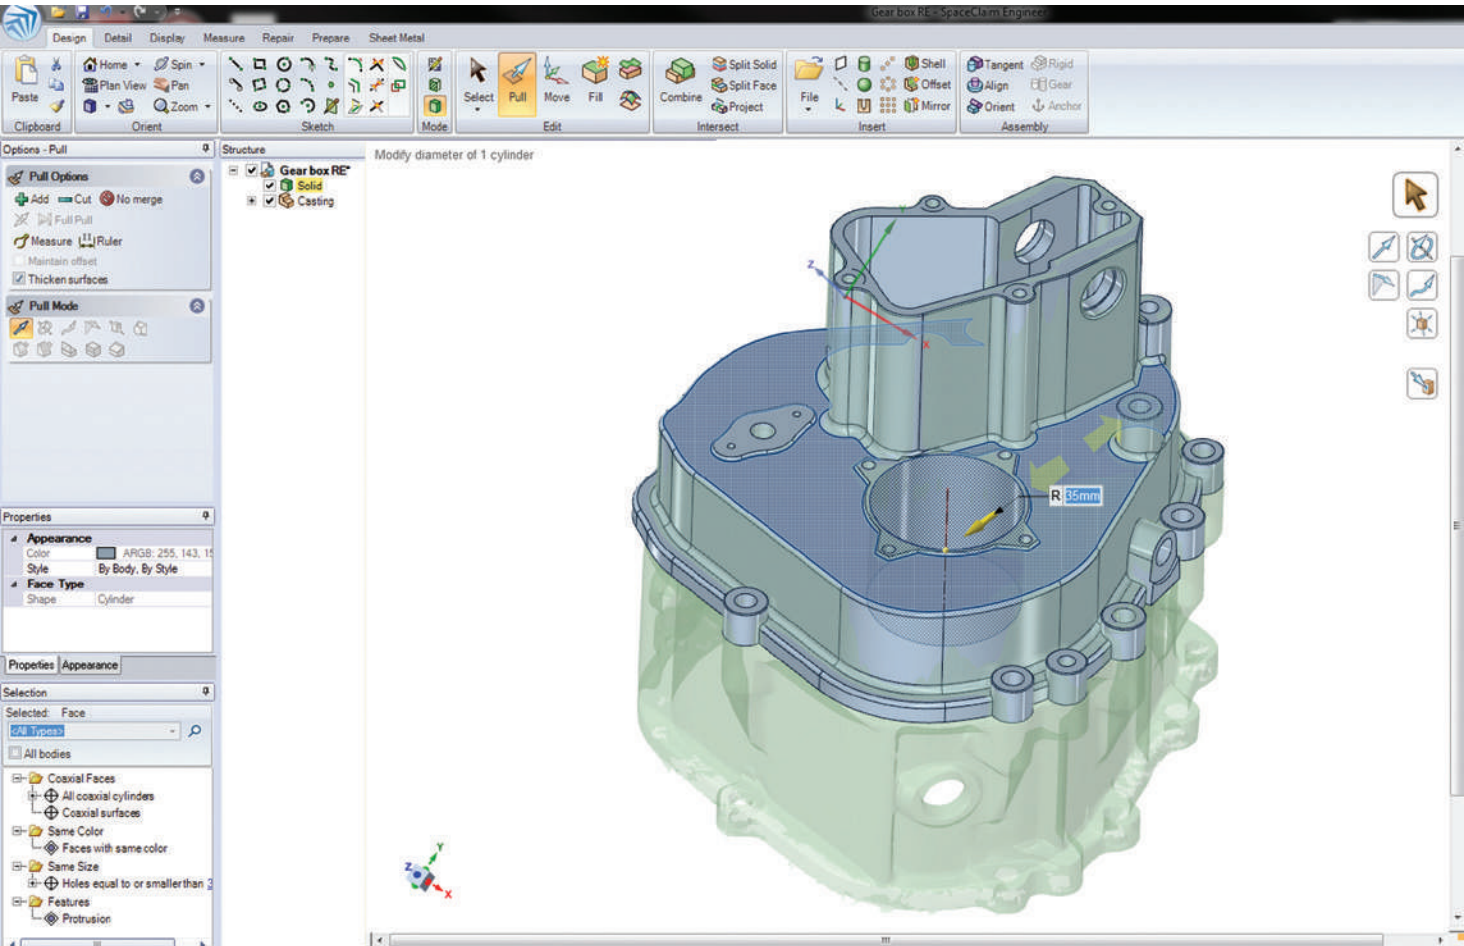 Gear box RE - SpaceClaim Engineer
Design Detail Display Measure Repair Prepare Sheet Metal
Home Spin Split Solid Shell Tangent Rigid
Plan View Pan Split Face Offset Align Gear
Paste Select Pull Move Fill Combine File
Zoom Project Mirror Orient Anchor
Clipboard Orient Sketch Mode Edit Intersect Insert Assembly
Options - Pull
Structure
Modify diameter of 1 cylinder
Pull Options
Add Cut No merge
Full Pull
Measure Ruler
Maintain offset
Thicken surfaces
Pull Mode
Gear box RE*
Solid
Casting
Y
Z
X
R 35mm
Properties
Appearance
Color ARGB: 255, 143, 15
Style By Body, By Style
Face Type
Shape Cylinder
Properties Appearance
Selection
Selected: Face
<All Types>
All bodies
Coaxial Faces
All coaxial cylinders
Coaxial surfaces
Same Color
Faces with same color
Same Size
Holes equal to or smaller than 3
Features
Protrusion
Y
Z
X